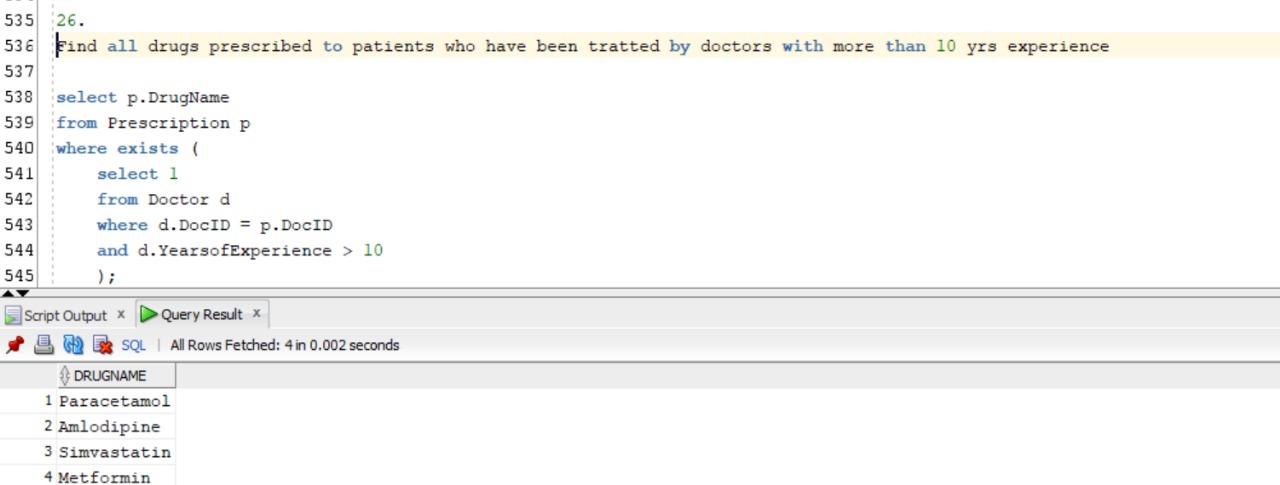 535 26.
536 Find all drugs prescribed to patients who have been tratted by doctors with more than 10 yrs experience
537
538 select p.DrugName
539 from Prescription p
540 where exists (
541 select 1
542 from Doctor d
543 where d.DocID = p.DocID
544 and d.YearsofExperience > 10
545 );
Script Output x Query Result x
SQL | All Rows Fetched: 4 in 0.002 seconds
DRUGNAME
1 Paracetamol
2 Amlodipine
3 Simvastatin
4 Metformin